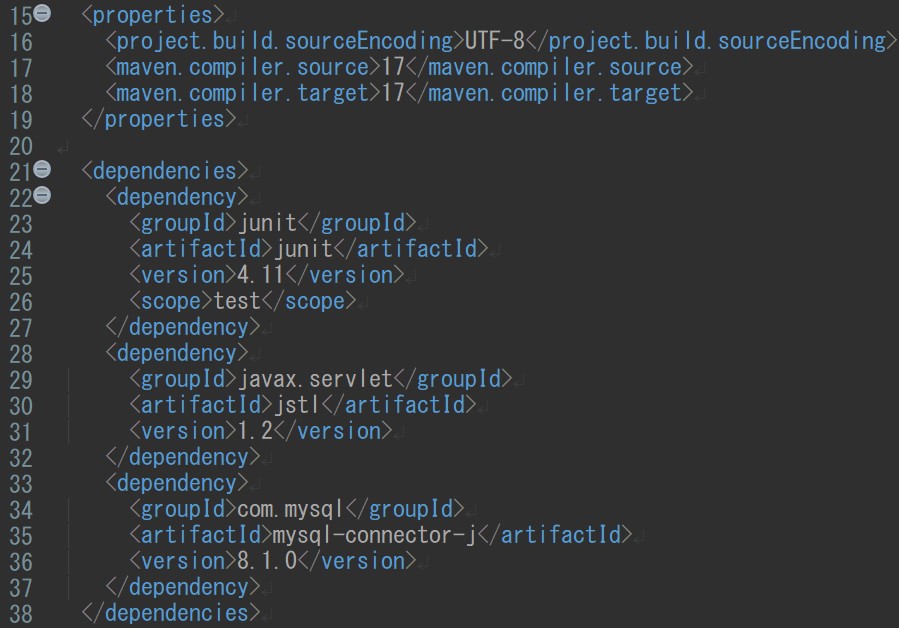 15 <properties>
16 <project.build.sourceEncoding>UTF-8</project.build.sourceEncoding>
17 <maven.compiler.source>17</maven.compiler.source>
18 <maven.compiler.target>17</maven.compiler.target>
19 </properties>
20
21 <dependencies>
22 <dependency>
23 <groupId>junit</groupId>
24 <artifactId>junit</artifactId>
25 <version>4.11</version>
26 <scope>test</scope>
27 </dependency>
28 <dependency>
29 <groupId>javax.servlet</groupId>
30 <artifactId>jstl</artifactId>
31 <version>1.2</version>
32 </dependency>
33 <dependency>
34 <groupId>com.mysql</groupId>
35 <artifactId>mysql-connector-j</artifactId>
36 <version>8.1.0</version>
37 </dependency>
38 </dependencies>